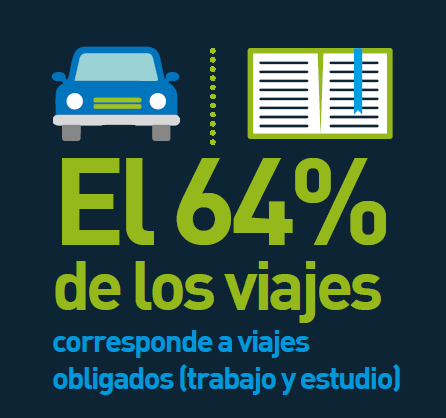 El 64%
de los viajes
corresponde a viajes
obligados (trabajo y estudio)